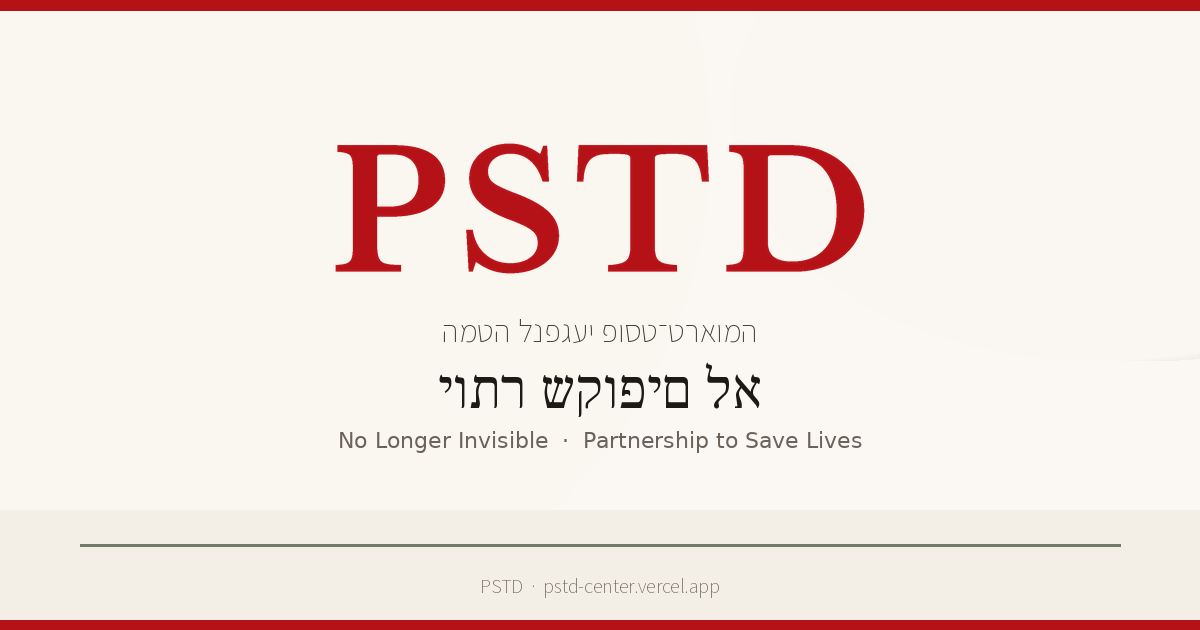 PSTD
המוארט־טסופ יעגפנל הטמה
אל םיפוקש רתוי
No Longer Invisible · Partnership to Save Lives
PSTD · pstd-center.vercel.app